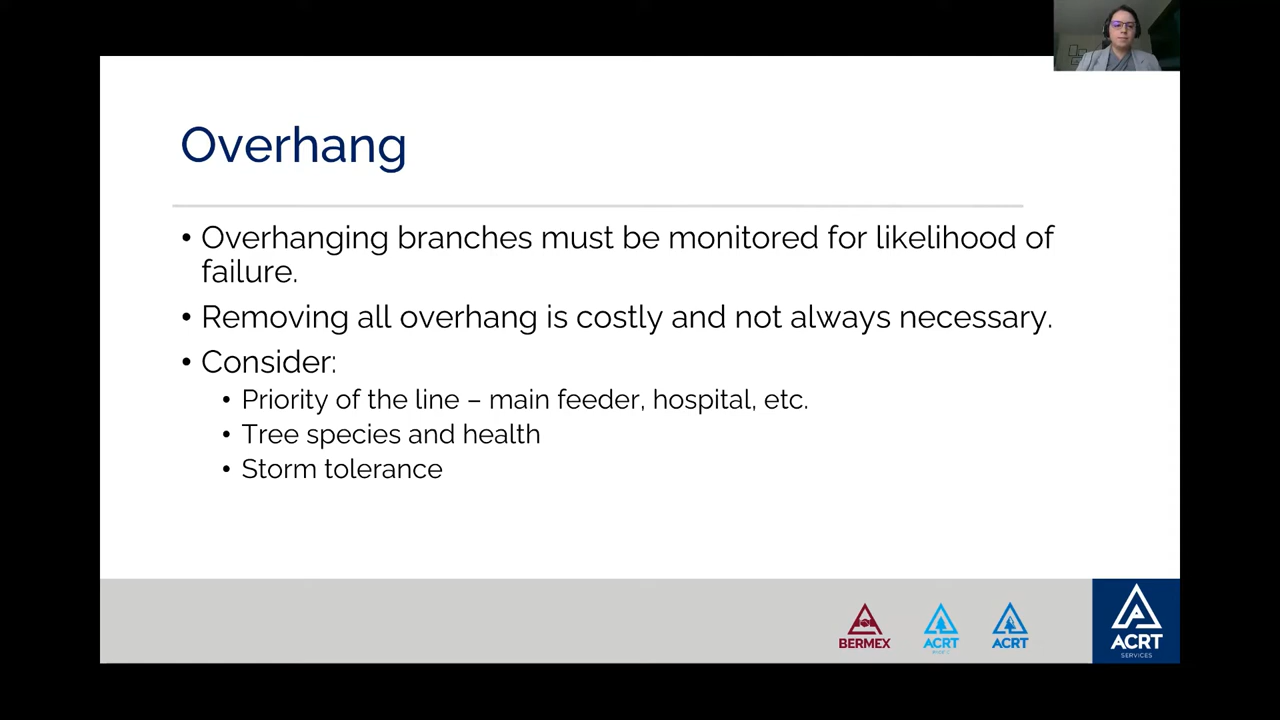 Overhang
• Overhanging branches must be monitored for likelihood of
failure.
• Removing all overhang is costly and not always necessary.
• Consider:
• Priority of the line – main feeder, hospital, etc.
• Tree species and health
• Storm tolerance
BERMEX
ACRT
ACRT
ACRT
SERVICES